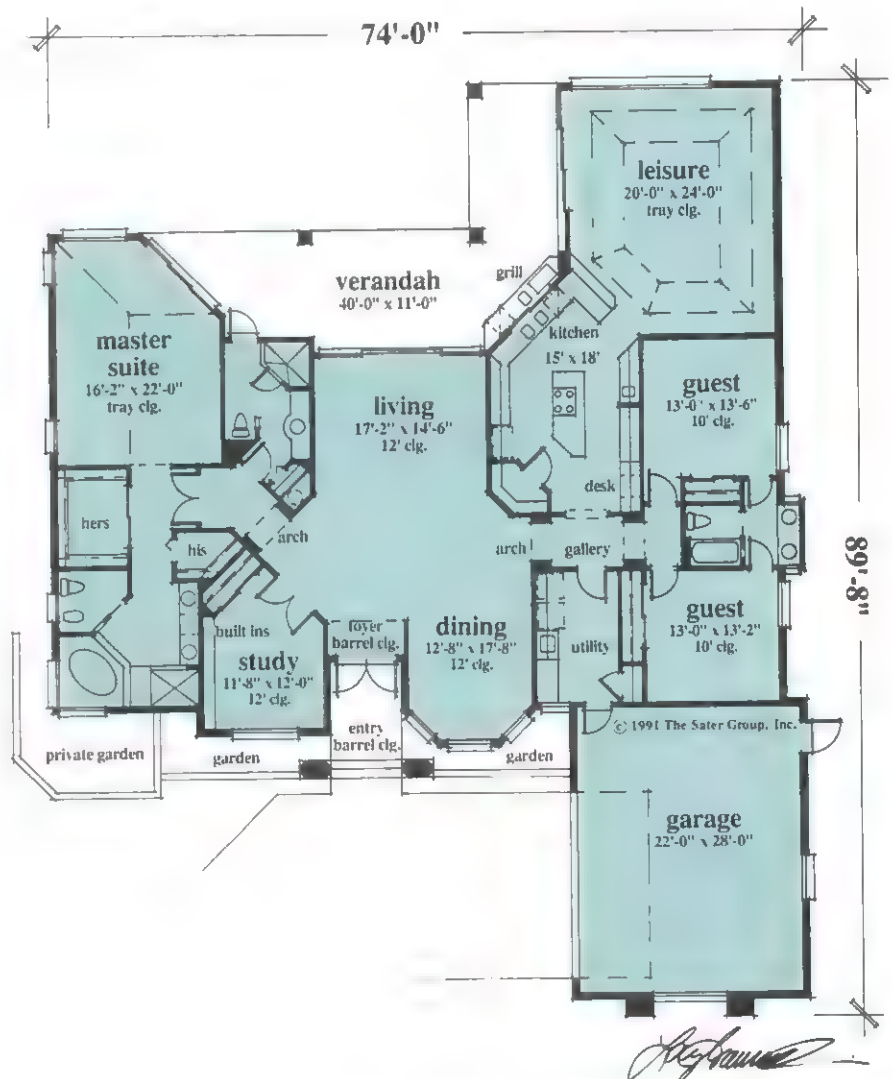 74'-0"
leisure
20'-0" x 24'-0"
tray clg.
grill
verandah
40'-0" x 11'-0"
master
suite
16'-2" x 22'-0"
tray clg.
kitchen
15' x 18'
guest
13'-0" x 13'-6"
10' clg.
living
17'-2" x 14'-6"
12' clg.
desk
hers
his
arch
arch
gallery
89'-8"
built ins
foyer
barrel clg.
dining
12'-8" x 17'-8"
12' clg.
utility
guest
13'-0" x 13'-2"
10' clg.
study
11'-8" x 12'-0"
12' clg.
entry
barrel clg.
private garden
garden
garden
© 1991 The Sater Group, Inc.
garage
22'-0" x 28'-0"